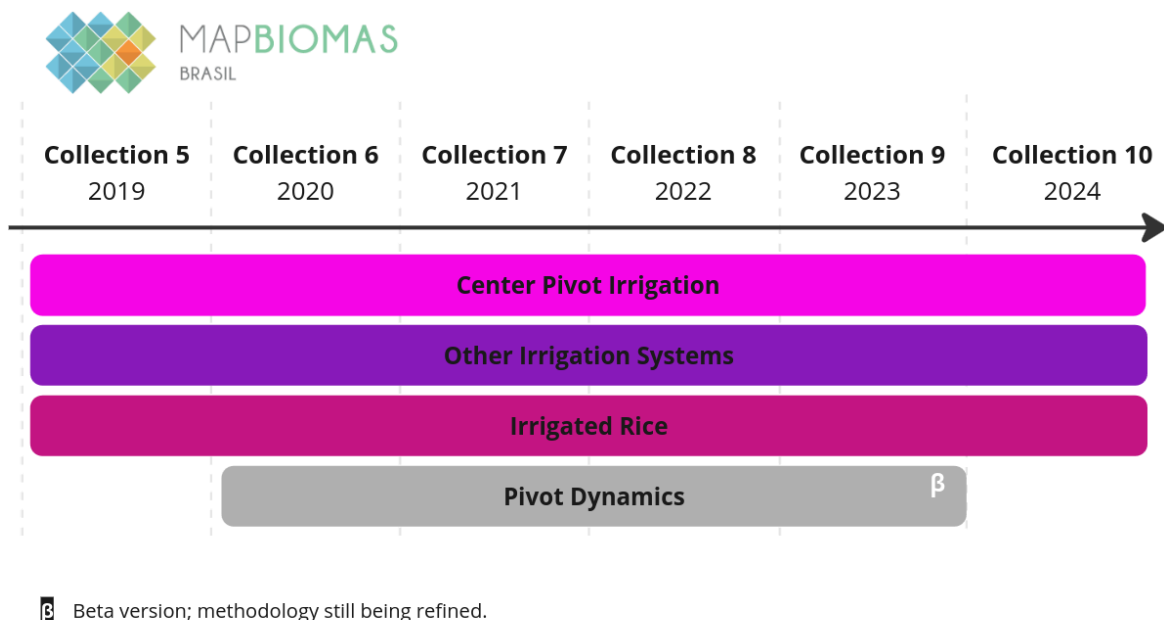 MAPBIOMAS
BRASIL
Collection 5 Collection 6 Collection 7 Collection 8 Collection 9 Collection 10
2019 2020 2021 2022 2023 2024
Center Pivot Irrigation
Other Irrigation Systems
Irrigated Rice
Pivot Dynamics β
β Beta version; methodology still being refined.